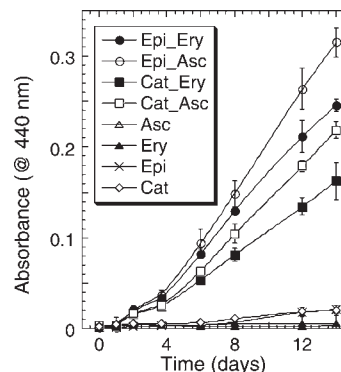 0.3
0.2
0.1
0
Absorbance (@ 440 nm)
Epi_Ery
Epi_Asc
Cat_Ery
Cat_Asc
Asc
Ery
Epi
Cat
0 4 8 12
Time (days)